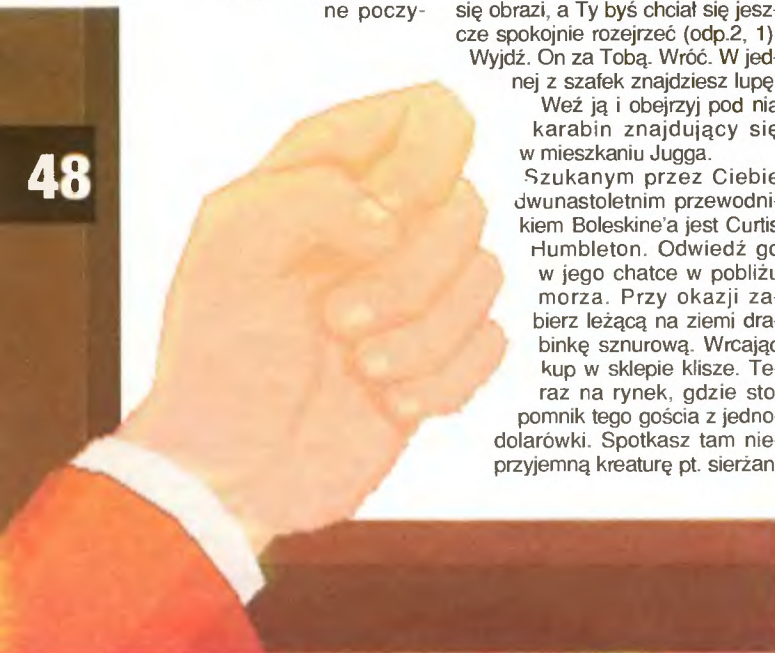 ne poczy-
się obrazi, a Ty byś chciał się jesz-
cze spokojnie rozejrzeć (odp.2, 1)
Wyjdź. On za Tobą. Wróć. W jed-
nej z szafek znajdziesz lupę
Weź ją i obejrzyj pod nia
karabin znajdujący się
w mieszkaniu Jugga.
Szukanym przez Ciebie
dwunastoletnim przewodni-
kiem Boleskine'a jest Curtis
Humbleton. Odwiedź go
w jego chatce w pobliżu
morza. Przy okazji za-
bierz leżącą na ziemi dra-
binkę sznurową. Wrcając
kup w sklepie klisze. Te-
raz na rynek, gdzie sto
pomnik tego gościa z jedno
dolarówki. Spotkasz tam nie-
przyjemną kreaturę pt. sierżan
48